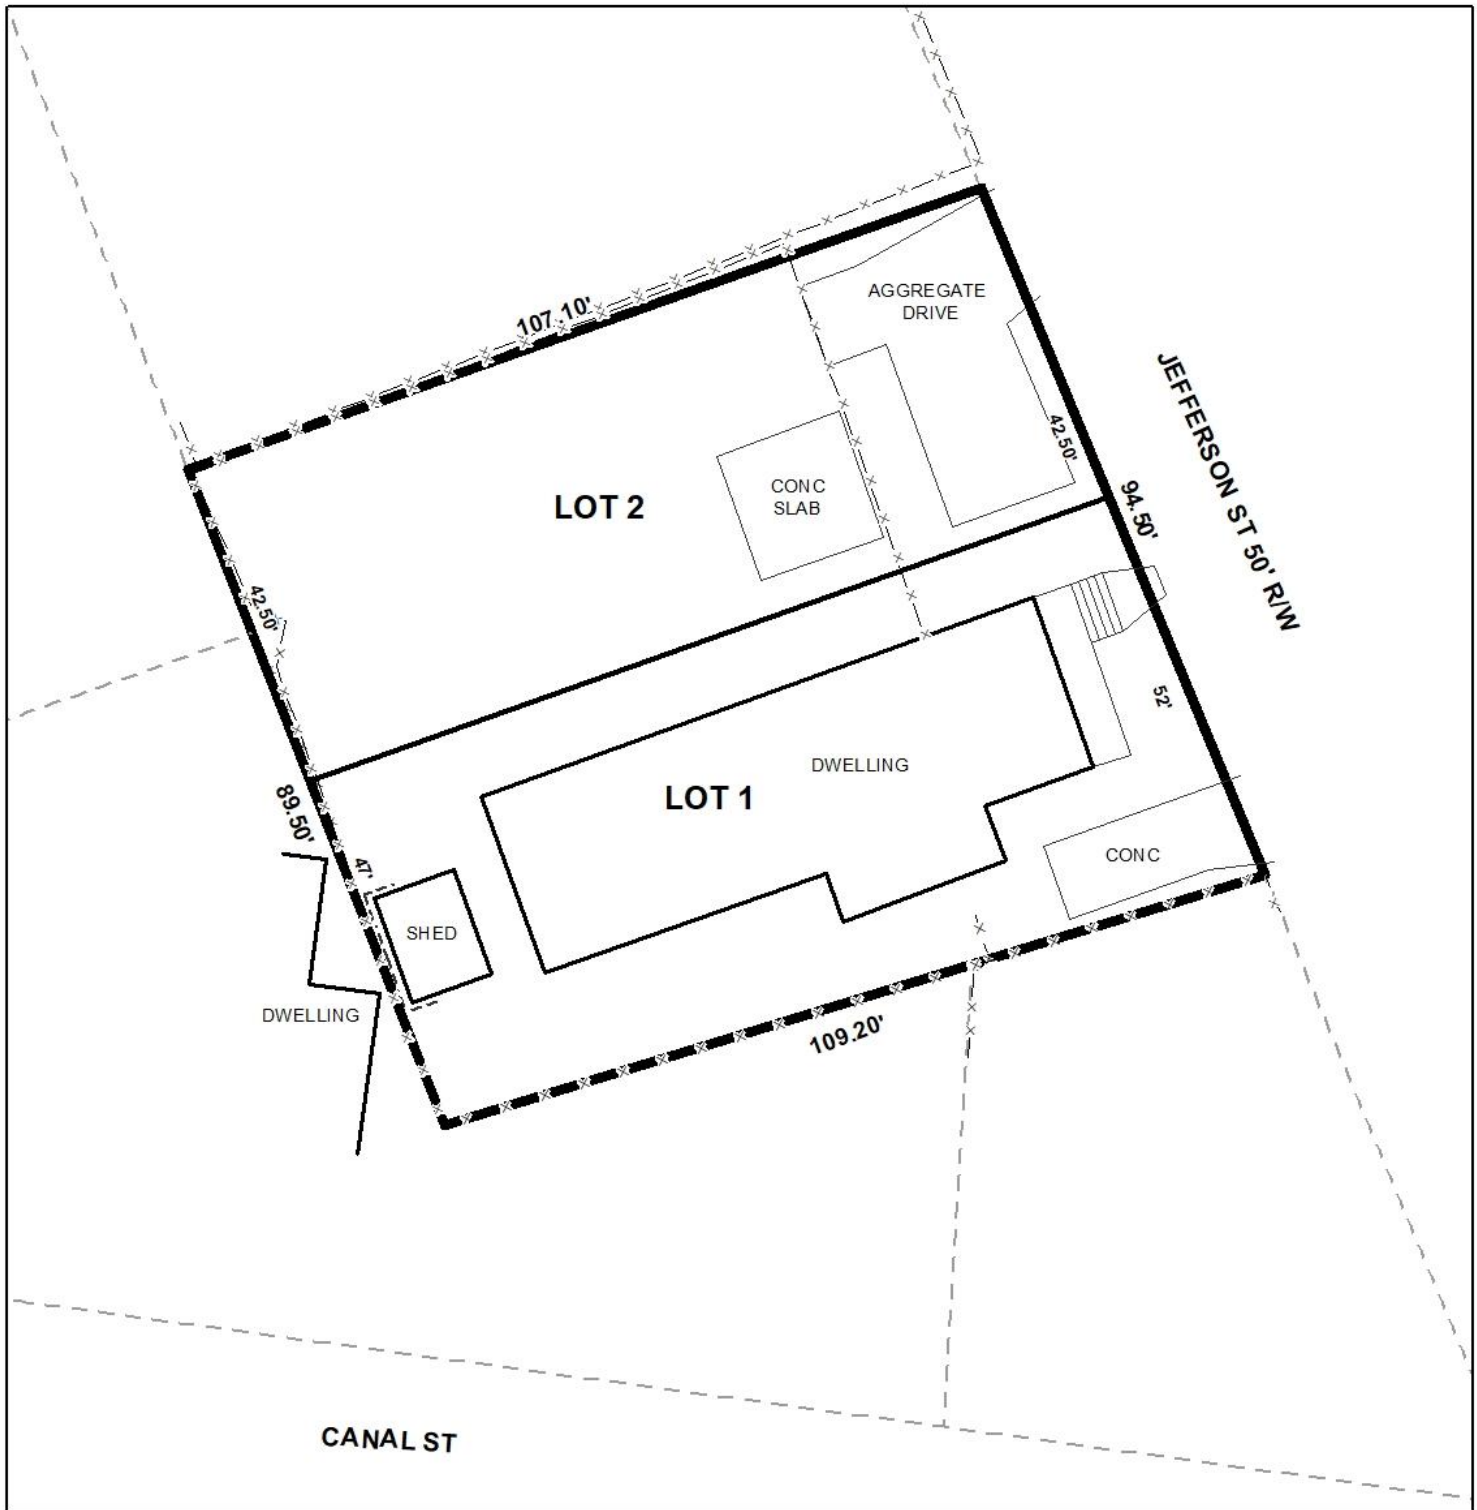 AGGREGATE
DRIVE
107.10'
JEFFERSON ST 50' R/W
42.50'
CONC
SLAB
LOT 2
94.50'
42.50'
52'
DWELLING
LOT 1
89.50'
CONC
47'
SHED
DWELLING
109.20'
CANAL ST